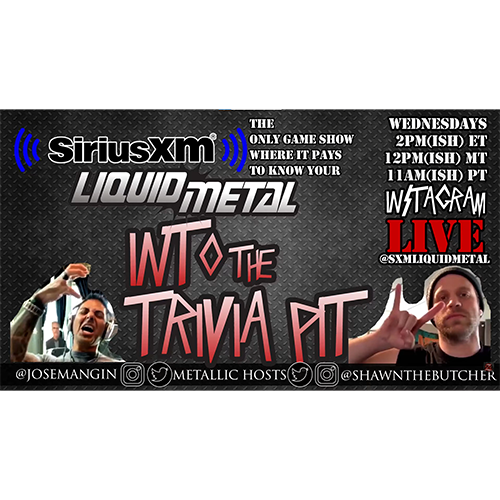 SiriusXM®
LIQUID METAL
THE
ONLY GAME SHOW
WHERE IT PAYS
TO KNOW YOUR
WEDNESDAYS
2PM(ISH) ET
12PM(ISH) MT
11AM(ISH) PT
INSTAGRAM
LIVE
@SXMLIQUIDMETAL
INTO THE
TRIVIA PIT
@JOSEMANGIN METALLIC HOSTS @SHAWNTHEBUTCHER